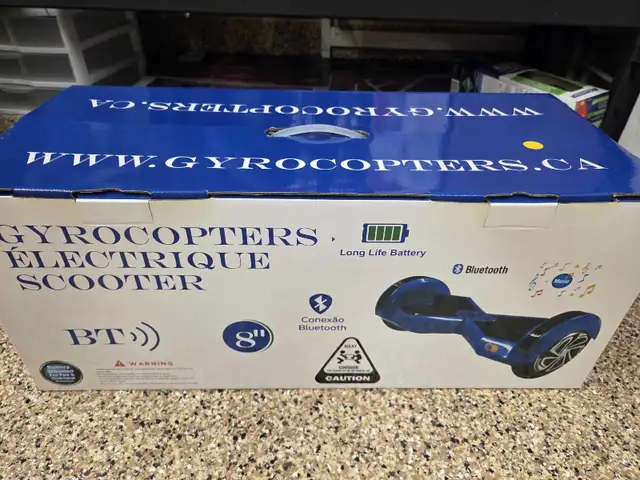 WWW.GYROCOPTERS.CA
WWW.GYROCOPTERS.CA
GYROCOPTERS
ÉLECTRIQUE
SCOOTER
Long Life Battery
Bluetooth
Music
Conexão
Bluetooth
BT
8"
WARNING
CAUTION